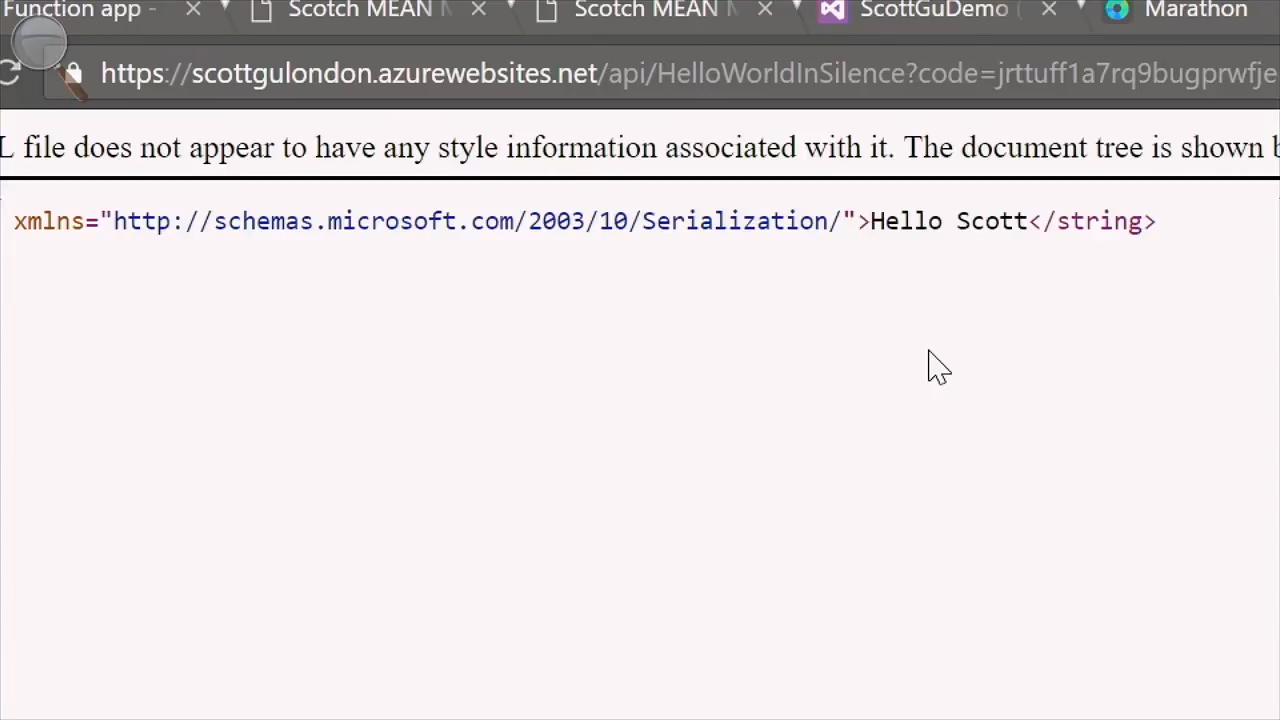 Function app - Scotch MEAN Scotch MEAN ScottGuDemo Marathon
https://scottgulondon.azurewebsites.net/api/HelloWorldInSilence?code=jrttuff1a7rq9bugprwfje
L file does not appear to have any style information associated with it. The document tree is shown b
xmlns="http://schemas.microsoft.com/2003/10/Serialization/">Hello Scott</string>